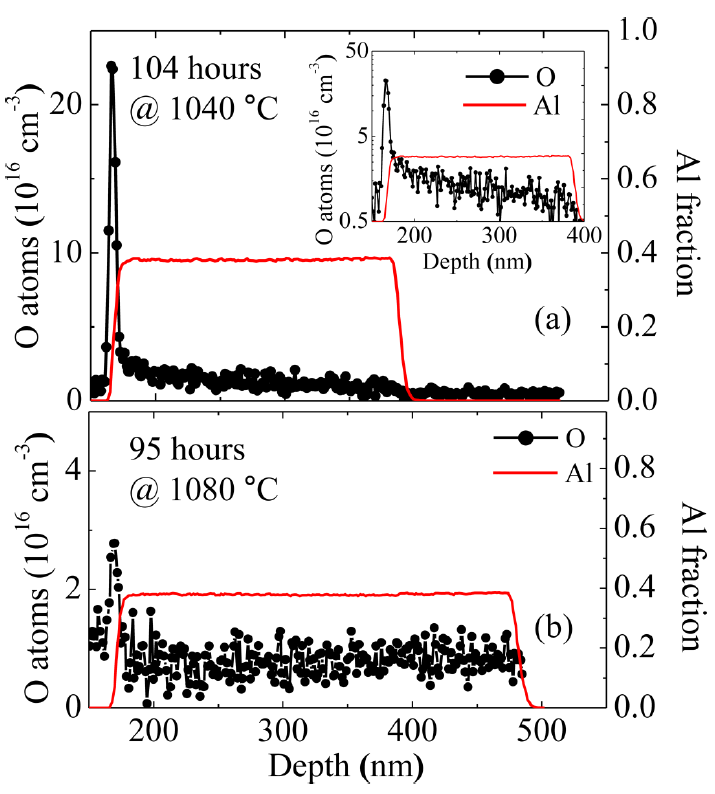 104 hours
@ 1040 °C
O atoms (10^16 cm^-3)
20
10
0
1.0
0.8
0.6
0.4
0.2
0.0
Al fraction
(a)
O
Al
O atoms (10^16 cm^-3)
50
5
0.5
200 300 400
Depth (nm)
95 hours
@ 1080 °C
O
Al
O atoms (10^16 cm^-3)
4
2
0
0.8
0.6
0.4
0.2
0.0
Al fraction
(b)
200 300 400 500
Depth (nm)